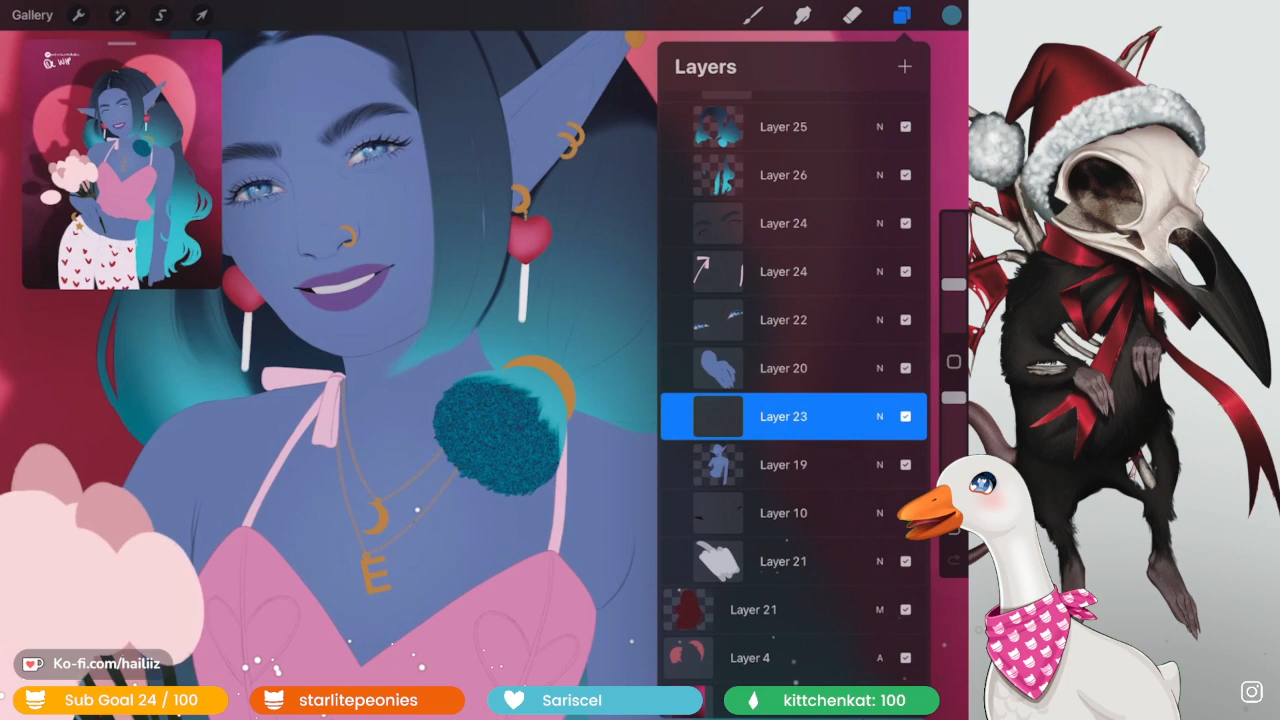 Gallery
WIP
Layers
Layer 25 N
Layer 26 N
Layer 24 N
Layer 24 N
Layer 22 N
Layer 20 N
Layer 23 N
Layer 19 N
Layer 10 N
Layer 21 N
Layer 21 M
Layer 4 A
E
Ko-fi.com/hailiiz
Sub Goal 24 / 100
starlitepeonies
Sariscel
kittchenkat: 100